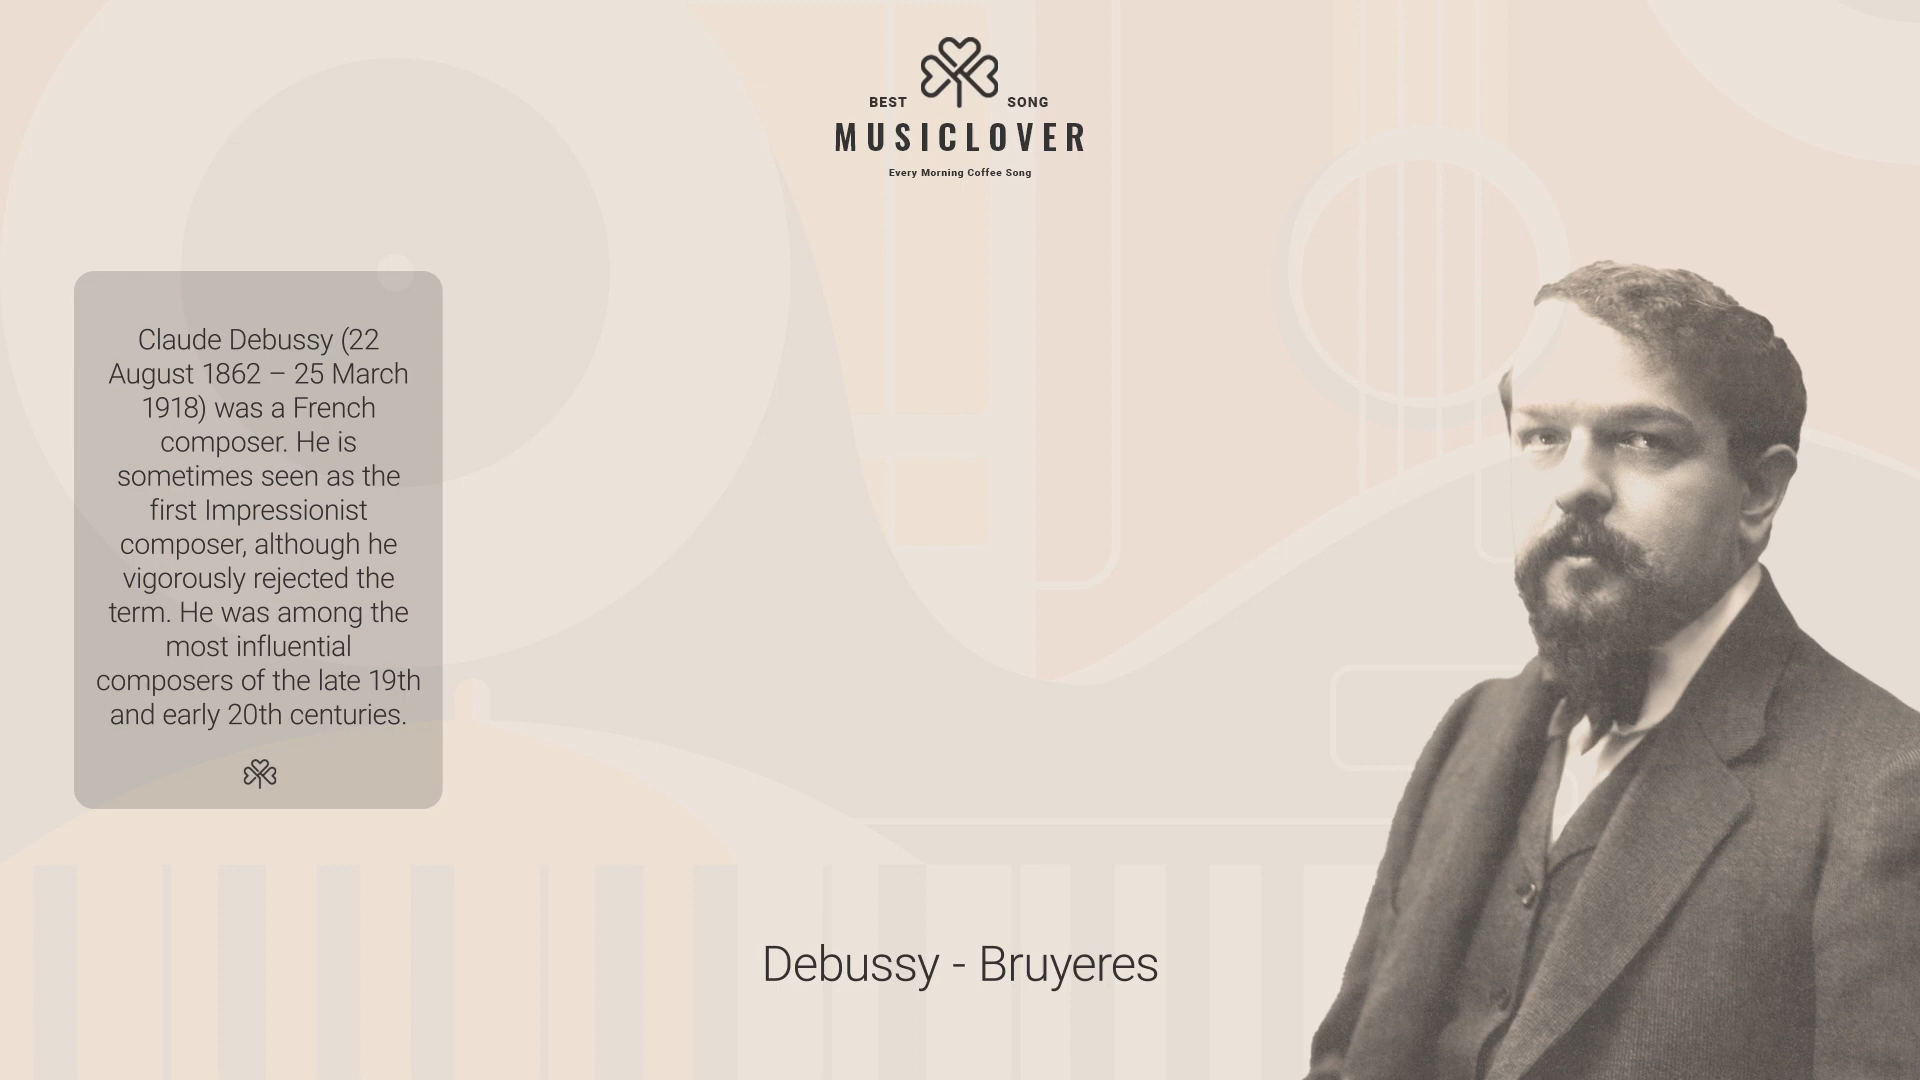 BEST SONG
MUSICLOVER
Every Morning Coffee Song
Claude Debussy (22
August 1862 – 25 March
1918) was a French
composer. He is
sometimes seen as the
first Impressionist
composer, although he
vigorously rejected the
term. He was among the
most influential
composers of the late 19th
and early 20th centuries.
Debussy - Bruyeres